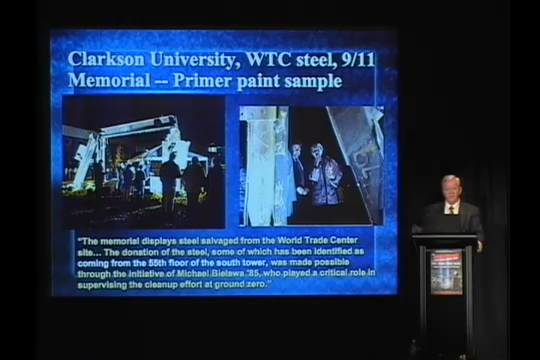 Clarkson University, WTC steel, 9/11
Memorial -- Primer paint sample
"The memorial displays steel salvaged from the World Trade Center
site... The donation of the steel, some of which has been identified as
coming from the 55th floor of the south tower, was made possible
through the initiative of Michael Bielawa '85, who played a critical role in
supervising the cleanup effort at ground zero."